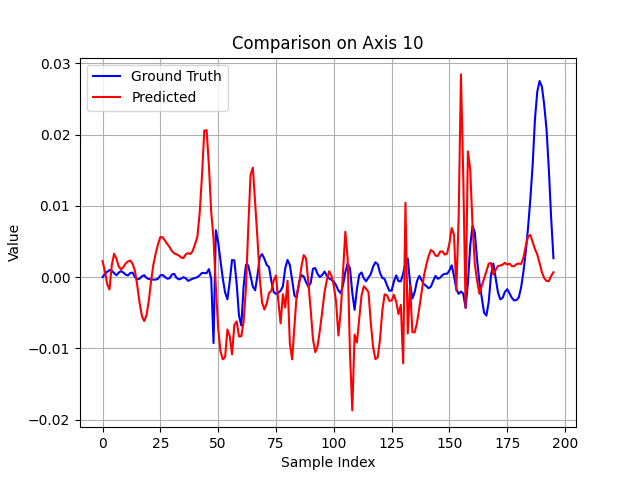 Comparison on Axis 10
Ground Truth
Predicted
Value
0.03
0.02
0.01
0.00
−0.01
−0.02
0 25 50 75 100 125 150 175 200
Sample Index